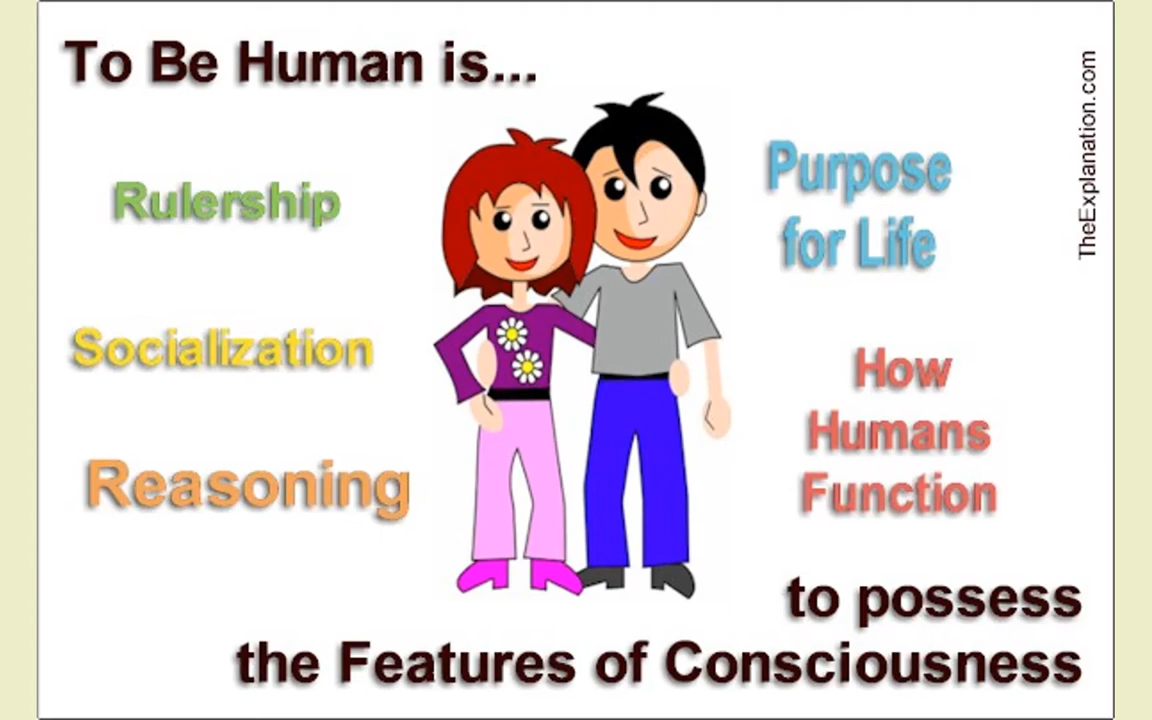 To Be Human is...
Rulership
Socialization
Reasoning
Purpose
for Life
How
Humans
Function
to possess
the Features of Consciousness
TheExplanation.com